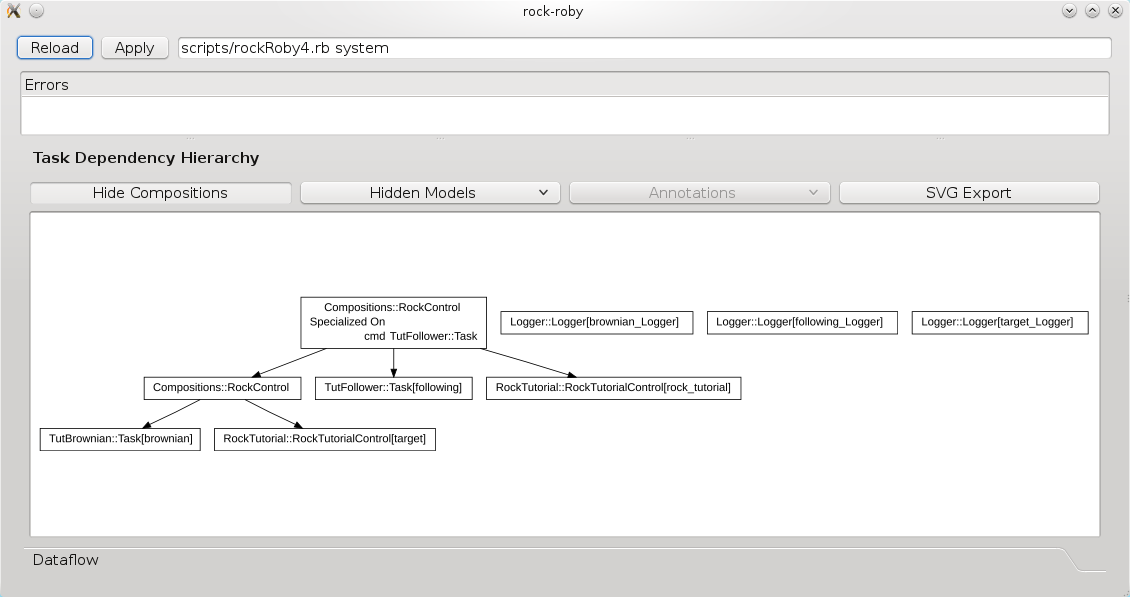 rock-roby
Reload
Apply
scripts/rockRoby4.rb system
Errors
Task Dependency Hierarchy
Hide Compositions
Hidden Models
Annotations
SVG Export
Compositions::RockControl
Specialized On
cmd TutFollower::Task
Logger::Logger[brownian_Logger]
Logger::Logger[following_Logger]
Logger::Logger[target_Logger]
Compositions::RockControl
TutFollower::Task[following]
RockTutorial::RockTutorialControl[rock_tutorial]
TutBrownian::Task[brownian]
RockTutorial::RockTutorialControl[target]
Dataflow